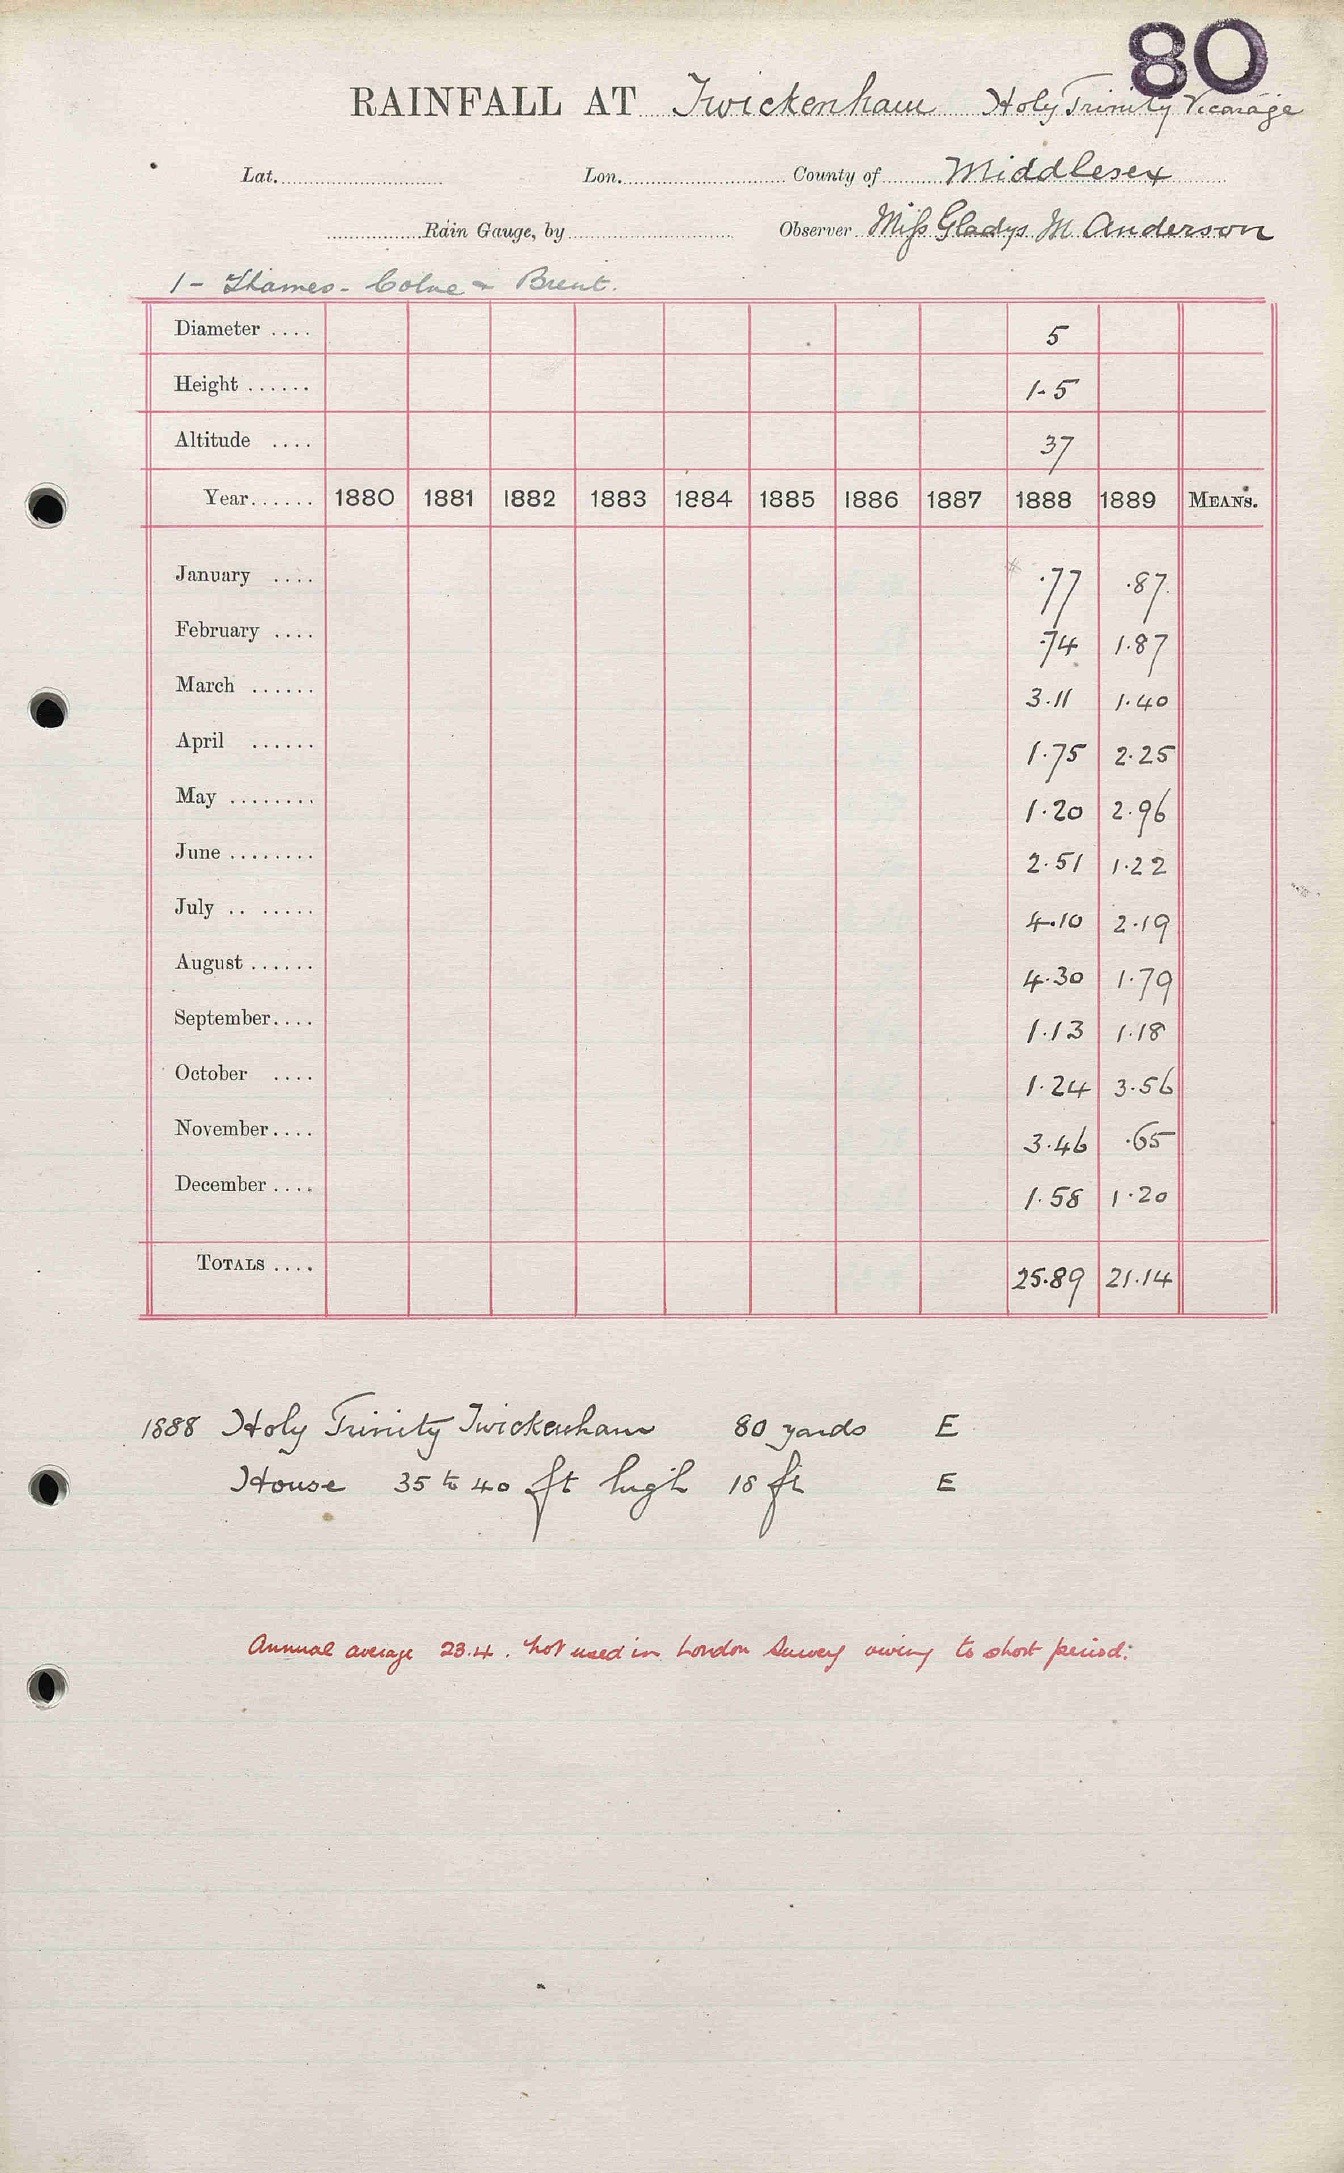 80
RAINFALL AT Twickenham Holy Trinity Vicarage
Lat. Lon. County of Middlesex
Rain Gauge, by Observer Miss Gladys M Anderson
1 - Thames - Colne & Brent.
Diameter .... 5
Height ...... 1-5
Altitude .... 37
Year...... 1880 1881 1882 1883 1884 1885 1886 1887 1888 1889 MEANS.
January .... .77 .87
February .... .74 1.87
March ...... 3.11 1.40
April ...... 1.75 2.25
May ........ 1.20 2.96
June ........ 2.51 1.22
July .. ..... 4.10 2.19
August ...... 4.30 1.79
September.... 1.13 1.18
October .... 1.24 3.56
November.... 3.46 .65
December .... 1.58 1.20
TOTALS .... 25.89 21.14
1888 Holy Trinity Twickenham 80 yards E
House 35 to 40 ft high 18 ft E
Annual average 23.4. Not used in London Survey owing to short period.